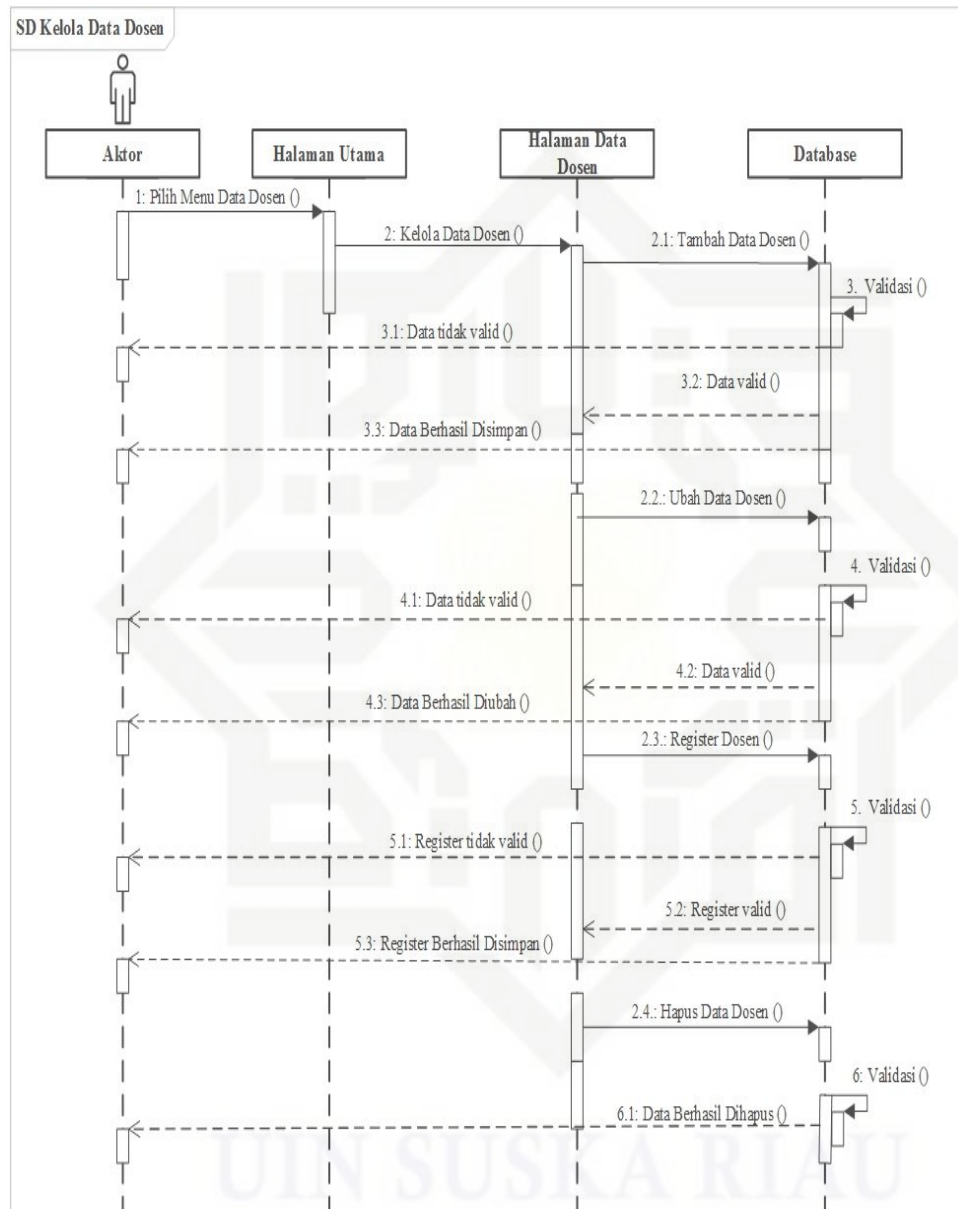 SD Kelola Data Dosen
Aktor
Halaman Utama
Halaman Data
Dosen
Database
1: Pilih Menu Data Dosen ()
2: Kelola Data Dosen ()
2.1: Tambah Data Dosen ()
3. Validasi ()
3.1: Data tidak valid ()
3.2: Data valid ()
3.3: Data Berhasil Disimpan ()
2.2.: Ubah Data Dosen ()
4. Validasi ()
4.1: Data tidak valid ()
4.2: Data valid ()
4.3: Data Berhasil Diubah ()
2.3.: Register Dosen ()
5. Validasi ()
5.1: Register tidak valid ()
5.2: Register valid ()
5.3: Register Berhasil Disimpan ()
2.4.: Hapus Data Dosen ()
6: Validasi ()
6.1: Data Berhasil Dihapus ()
UIN SUSKA RIAU